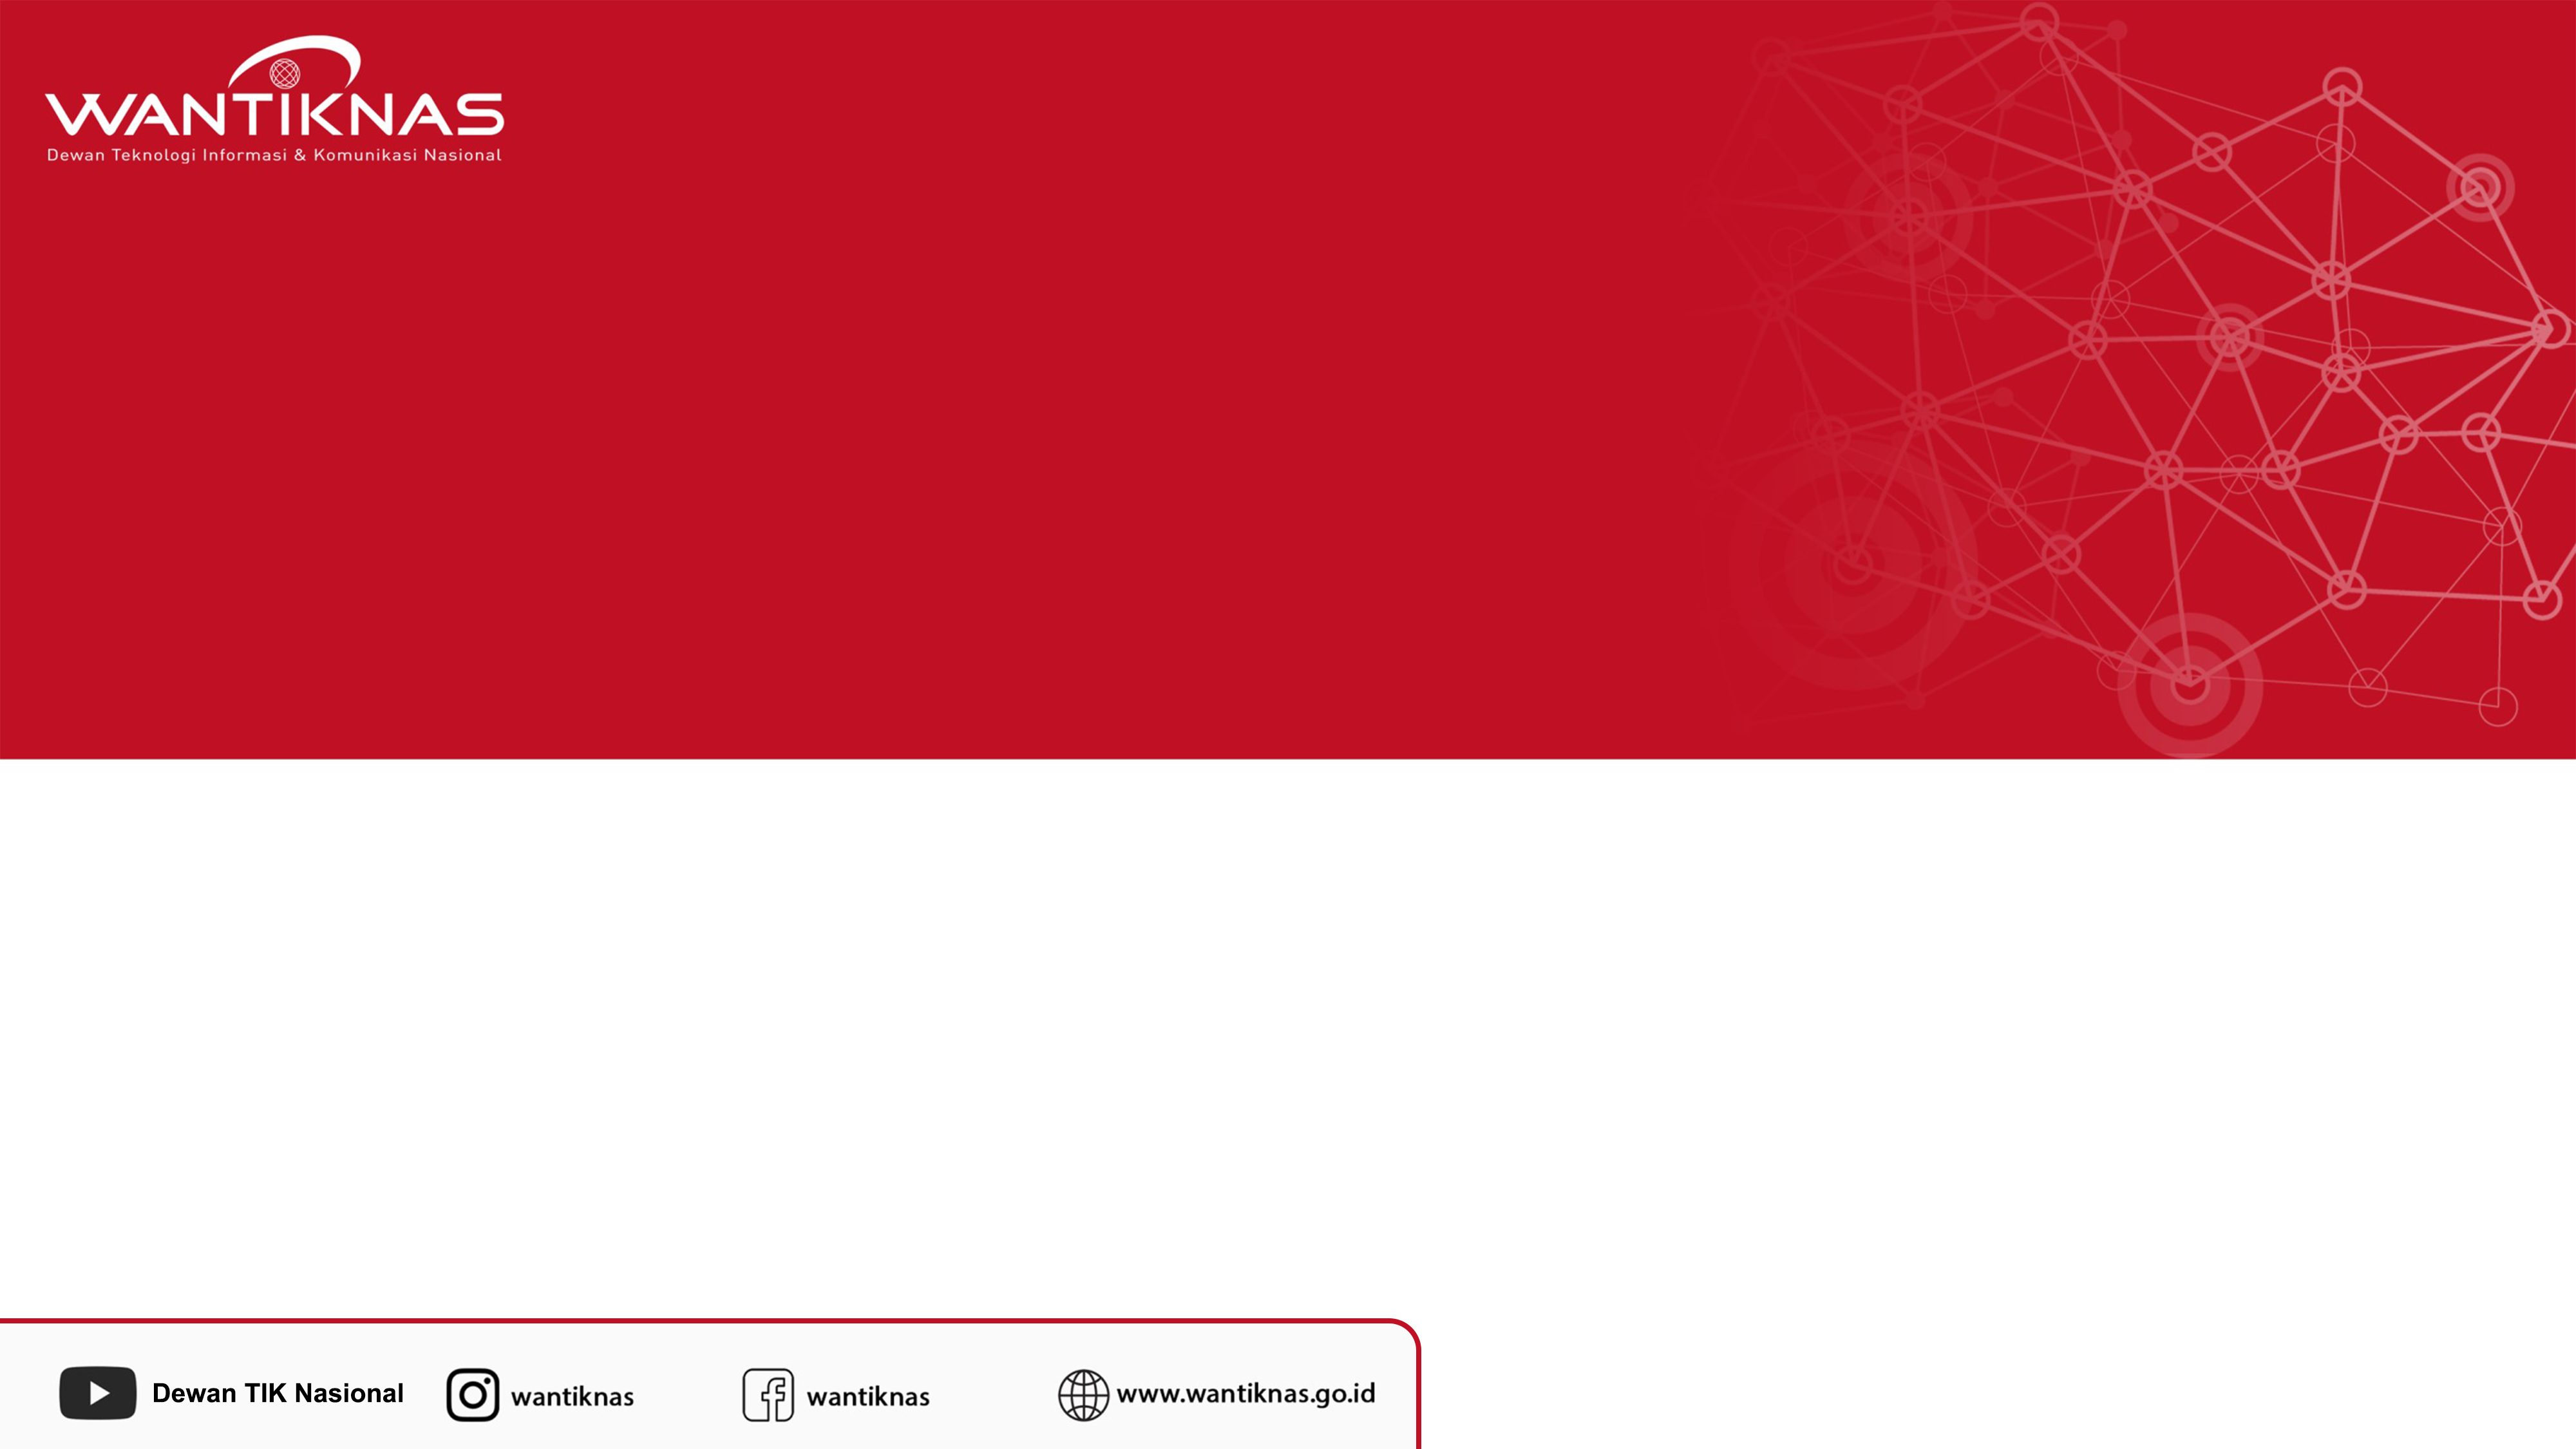 WANTIKNAS
Dewan Teknologi Informasi & Komunikasi Nasional
Dewan TIK Nasional
wantiknas
wantiknas
www.wantiknas.go.id